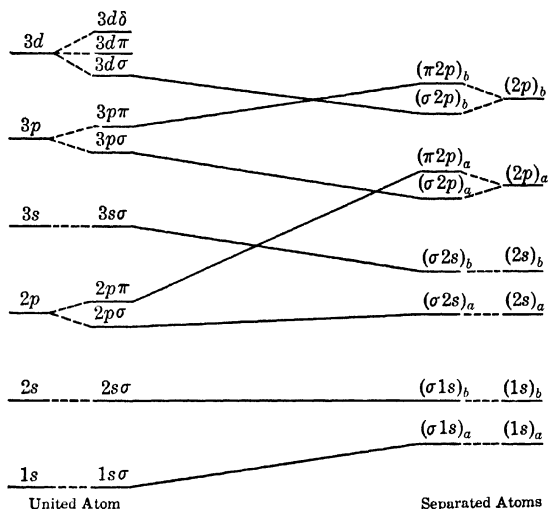 3dδ
3d 3dπ
3dσ
(π2p)_b
(σ2p)_b (2p)_b
3p 3pπ
3pσ
(π2p)_a
(σ2p)_a (2p)_a
3s 3sσ
(σ2s)_b (2s)_b
2p 2pπ
2pσ
(σ2s)_a (2s)_a
2s 2sσ (σ1s)_b (1s)_b
(σ1s)_a (1s)_a
1s 1sσ
United Atom Separated Atoms